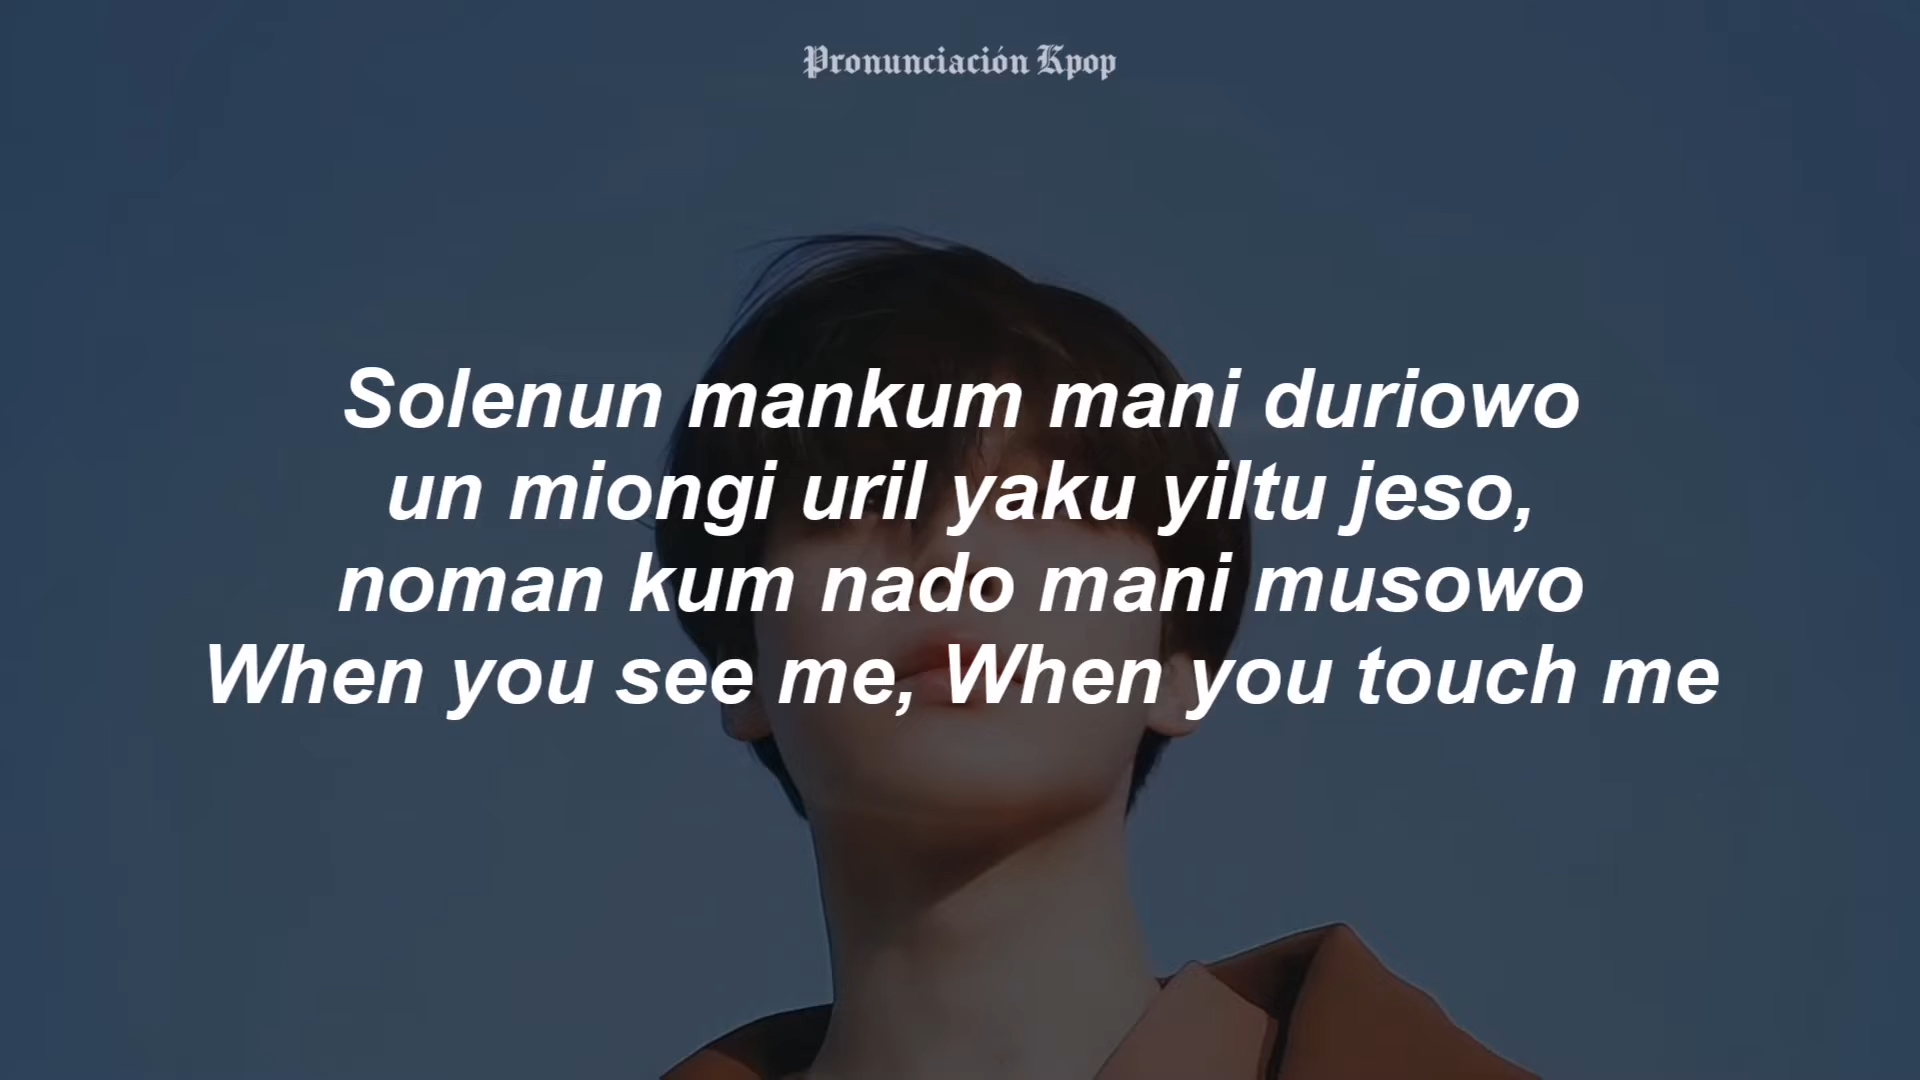 Pronunciación Kpop
Solenun mankum mani duriowo
un miongi uril yaku yiltu jeso,
noman kum nado mani musowo
When you see me, When you touch me